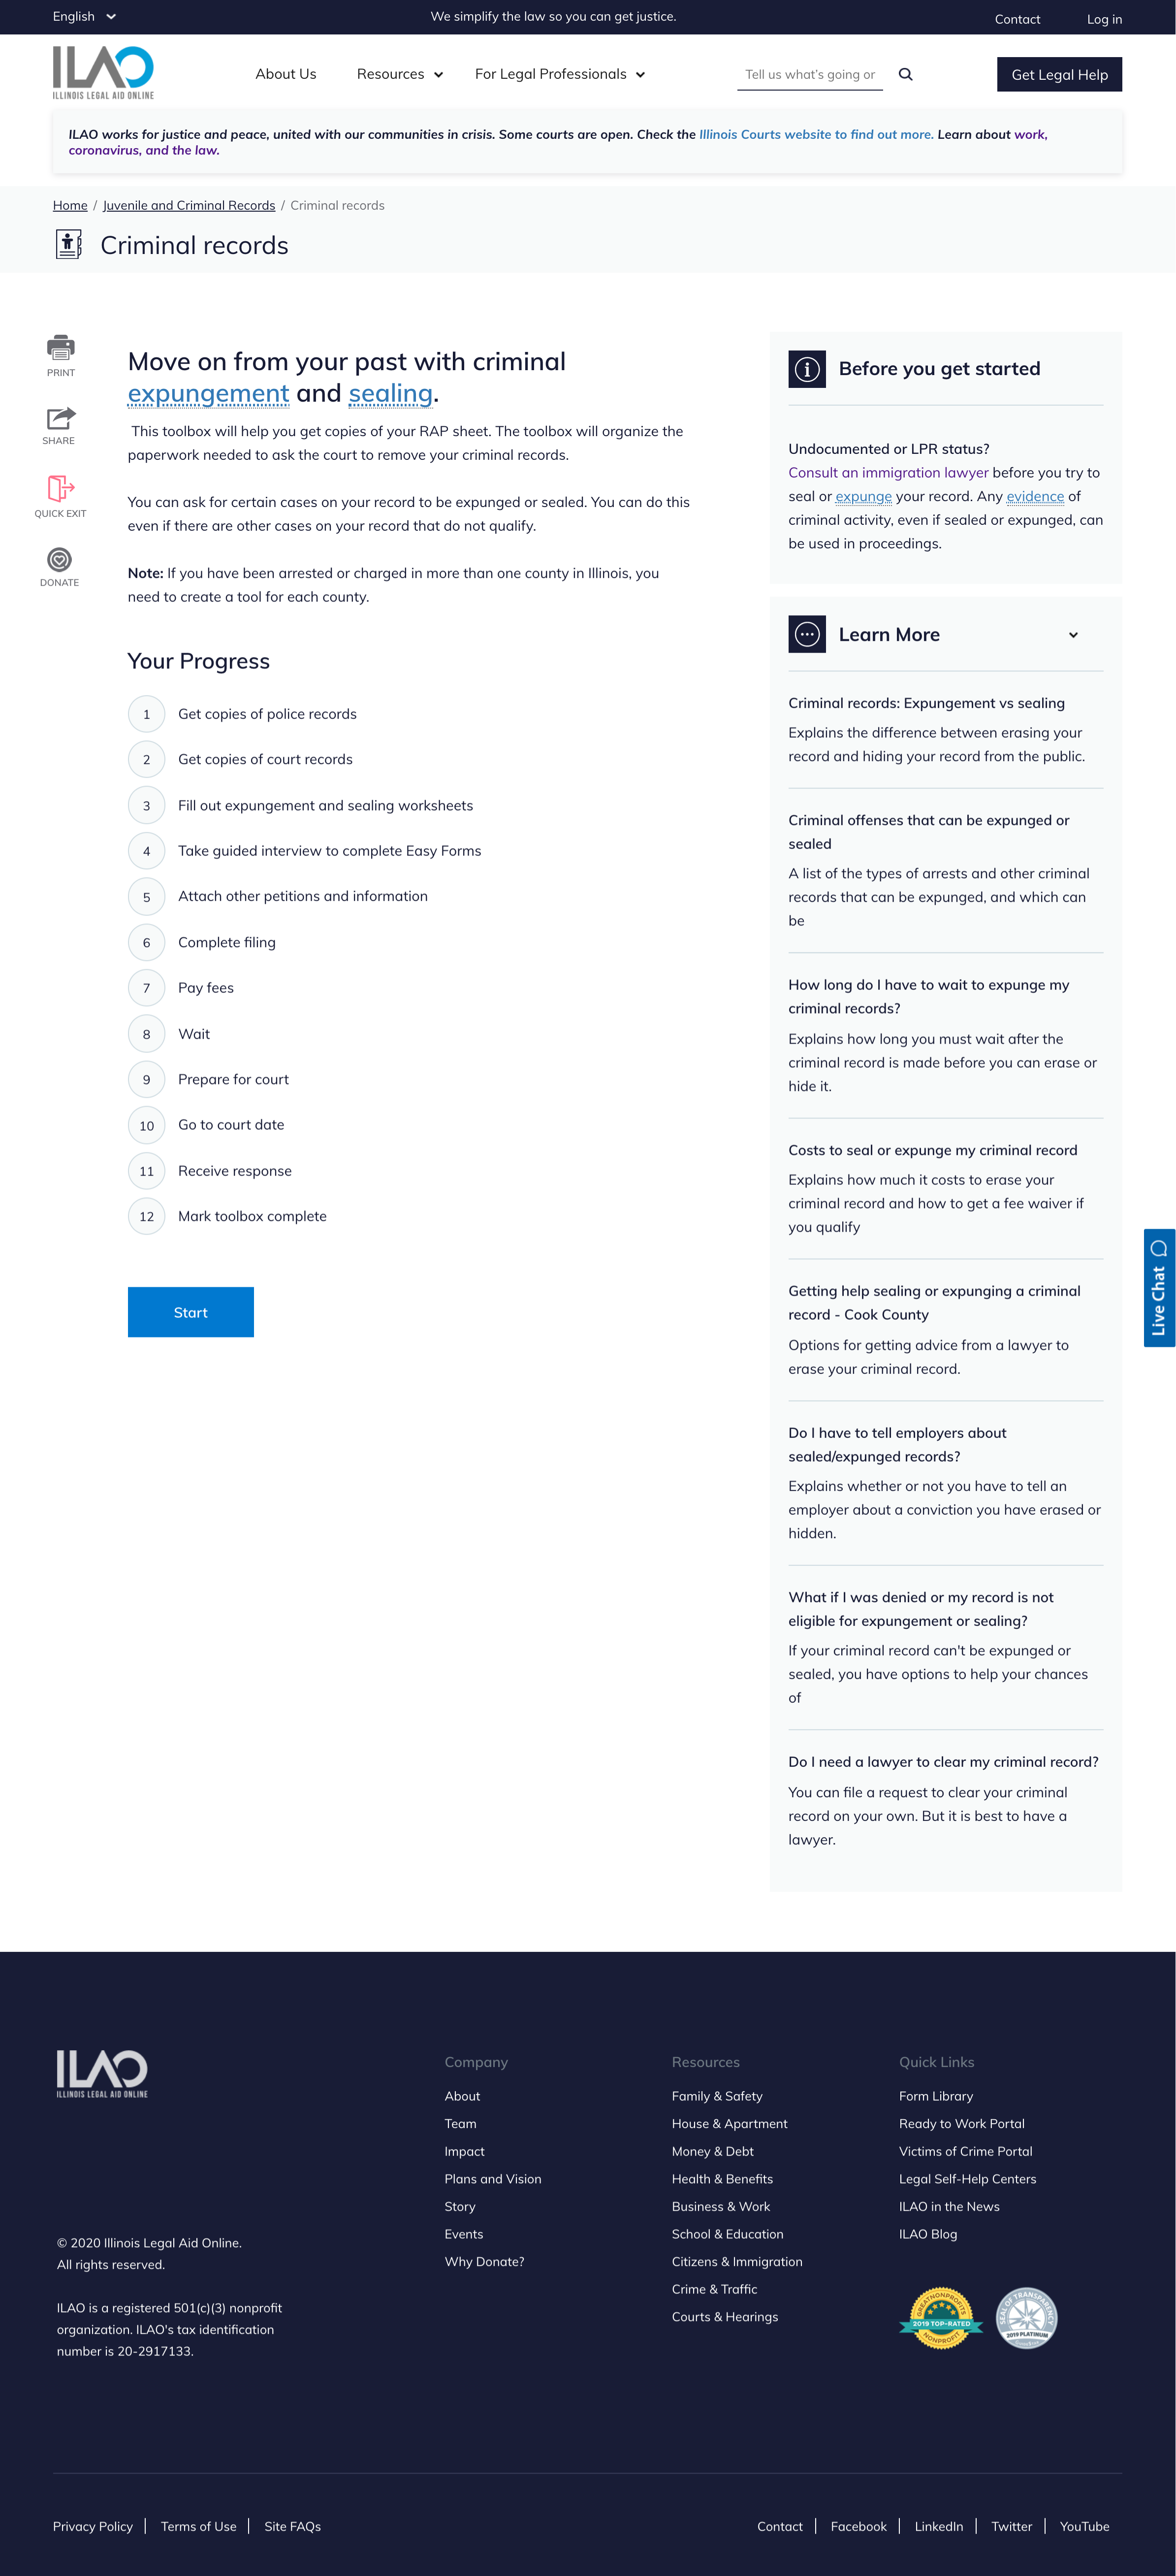 English
We simplify the law so you can get justice.
Contact
Log in
ILAO
ILLINOIS LEGAL AID ONLINE
About Us
Resources
For Legal Professionals
Tell us what's going or
Get Legal Help
ILAO works for justice and peace, united with our communities in crisis. Some courts are open. Check the Illinois Courts website to find out more. Learn about work,
coronavirus, and the law.
Home / Juvenile and Criminal Records / Criminal records
Criminal records
PRINT
SHARE
QUICK EXIT
DONATE
Move on from your past with criminal
expungement and sealing.
This toolbox will help you get copies of your RAP sheet. The toolbox will organize the
paperwork needed to ask the court to remove your criminal records.
You can ask for certain cases on your record to be expunged or sealed. You can do this
even if there are other cases on your record that do not qualify.
Note: If you have been arrested or charged in more than one county in Illinois, you
need to create a tool for each county.
Your Progress
1 Get copies of police records
2 Get copies of court records
3 Fill out expungement and sealing worksheets
4 Take guided interview to complete Easy Forms
5 Attach other petitions and information
6 Complete filing
7 Pay fees
8 Wait
9 Prepare for court
10 Go to court date
11 Receive response
12 Mark toolbox complete
Start
Before you get started
Undocumented or LPR status?
Consult an immigration lawyer before you try to
seal or expunge your record. Any evidence of
criminal activity, even if sealed or expunged, can
be used in proceedings.
Learn More
Criminal records: Expungement vs sealing
Explains the difference between erasing your
record and hiding your record from the public.
Criminal offenses that can be expunged or
sealed
A list of the types of arrests and other criminal
records that can be expunged, and which can
be
How long do I have to wait to expunge my
criminal records?
Explains how long you must wait after the
criminal record is made before you can erase or
hide it.
Costs to seal or expunge my criminal record
Explains how much it costs to erase your
criminal record and how to get a fee waiver if
you qualify
Getting help sealing or expunging a criminal
record - Cook County
Options for getting advice from a lawyer to
erase your criminal record.
Do I have to tell employers about
sealed/expunged records?
Explains whether or not you have to tell an
employer about a conviction you have erased or
hidden.
What if I was denied or my record is not
eligible for expungement or sealing?
If your criminal record can't be expunged or
sealed, you have options to help your chances
of
Do I need a lawyer to clear my criminal record?
You can file a request to clear your criminal
record on your own. But it is best to have a
lawyer.
Live Chat
ILAO
ILLINOIS LEGAL AID ONLINE
© 2020 Illinois Legal Aid Online.
All rights reserved.
ILAO is a registered 501(c)(3) nonprofit
organization. ILAO's tax identification
number is 20-2917133.
Company
About
Team
Impact
Plans and Vision
Story
Events
Why Donate?
Resources
Family & Safety
House & Apartment
Money & Debt
Health & Benefits
Business & Work
School & Education
Citizens & Immigration
Crime & Traffic
Courts & Hearings
Quick Links
Form Library
Ready to Work Portal
Victims of Crime Portal
Legal Self-Help Centers
ILAO in the News
ILAO Blog
GREATNONPROFITS
2019 TOP-RATED
NONPROFIT
SEAL OF TRANSPARENCY
2019 PLATINUM
Privacy Policy
Terms of Use
Site FAQs
Contact
Facebook
LinkedIn
Twitter
YouTube